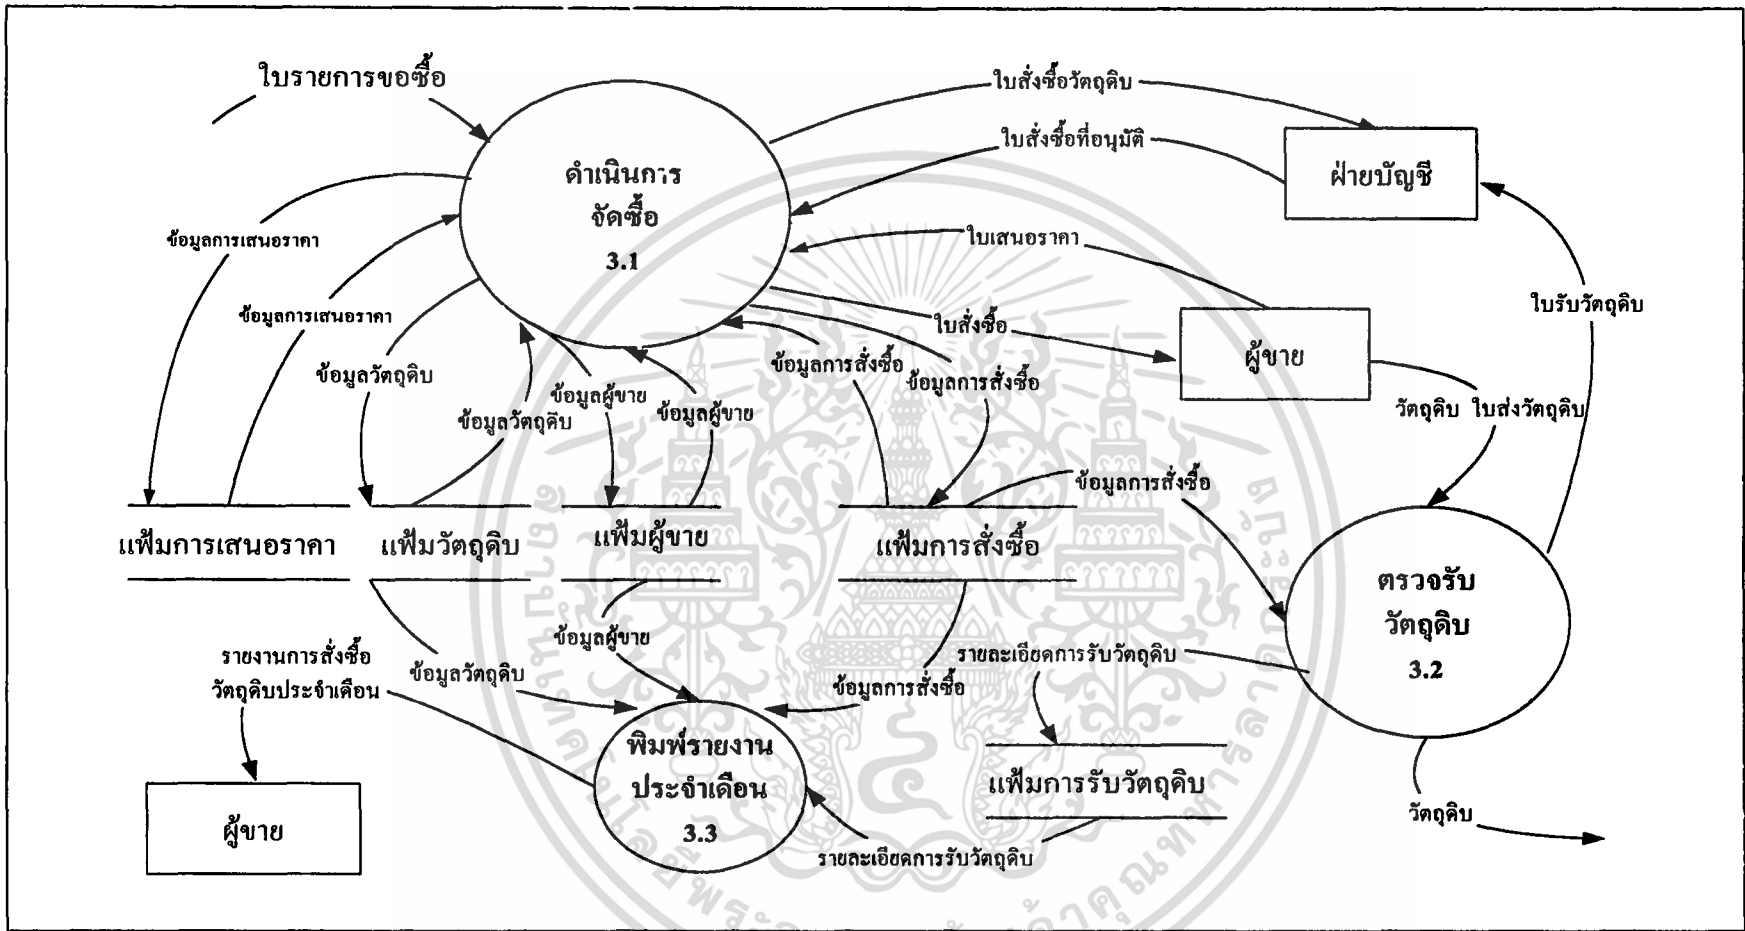 ใบรายการขอซื้อ
ใบสั่งซื้อวัตถุดิบ
ใบสั่งซื้อที่อนุมัติ
ดำเนินการ
จัดซื้อ
3.1
ฝ่ายบัญชี
ข้อมูลการเสนอราคา
ใบเสนอราคา
ข้อมูลการเสนอราคา
ใบสั่งซื้อ
ใบรับวัตถุดิบ
ผู้ขาย
ข้อมูลวัตถุดิบ
ข้อมูลผู้ขาย
ข้อมูลการสั่งซื้อ
ข้อมูลการสั่งซื้อ
ข้อมูลวัตถุดิบ
ข้อมูลผู้ขาย
วัตถุดิบ ใบส่งวัตถุดิบ
ข้อมูลการสั่งซื้อ
แฟ้มการเสนอราคา
แฟ้มวัตถุดิบ
แฟ้มผู้ขาย
แฟ้มการสั่งซื้อ
ตรวจรับ
วัตถุดิบ
3.2
ข้อมูลผู้ขาย
รายงานการสั่งซื้อ
วัตถุดิบประจำเดือน
ข้อมูลวัตถุดิบ
ข้อมูลการสั่งซื้อ
รายละเอียดการรับวัตถุดิบ
พิมพ์รายงาน
ประจำเดือน
3.3
แฟ้มการรับวัตถุดิบ
ผู้ขาย
วัตถุดิบ
รายละเอียดการรับวัตถุดิบ